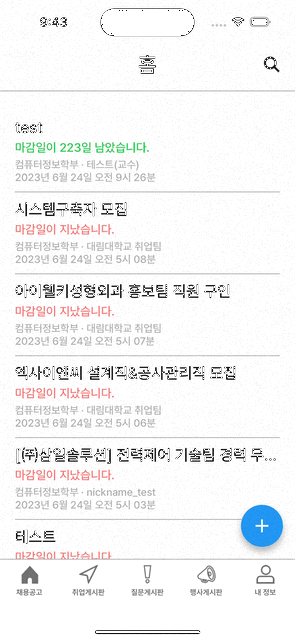 9:43
홈
test
마감일이 223일 남았습니다.
컴퓨터정보학부 · 테스트(교수)
2023년 6월 24일 오전 9시 26분
시스템구축자 모집
마감일이 지났습니다.
컴퓨터정보학부 · 대림대학교 취업팀
2023년 6월 24일 오전 5시 08분
아이웰키성형외과 홍보팀 직원 구인
마감일이 지났습니다.
컴퓨터정보학부 · 대림대학교 취업팀
2023년 6월 24일 오전 5시 07분
엑사이엔씨 설계직&공사관리직 모집
마감일이 지났습니다.
컴퓨터정보학부 · 대림대학교 취업팀
2023년 6월 24일 오전 5시 06분
[(주)삼일솔루션] 전력제어 기술팀 경력 우...
마감일이 지났습니다.
컴퓨터정보학부 · nickname_test
2023년 6월 24일 오전 5시 03분
테스트
마감일이 지났습니다.
채용공고
취업게시판
질문게시판
행사게시판
내 정보